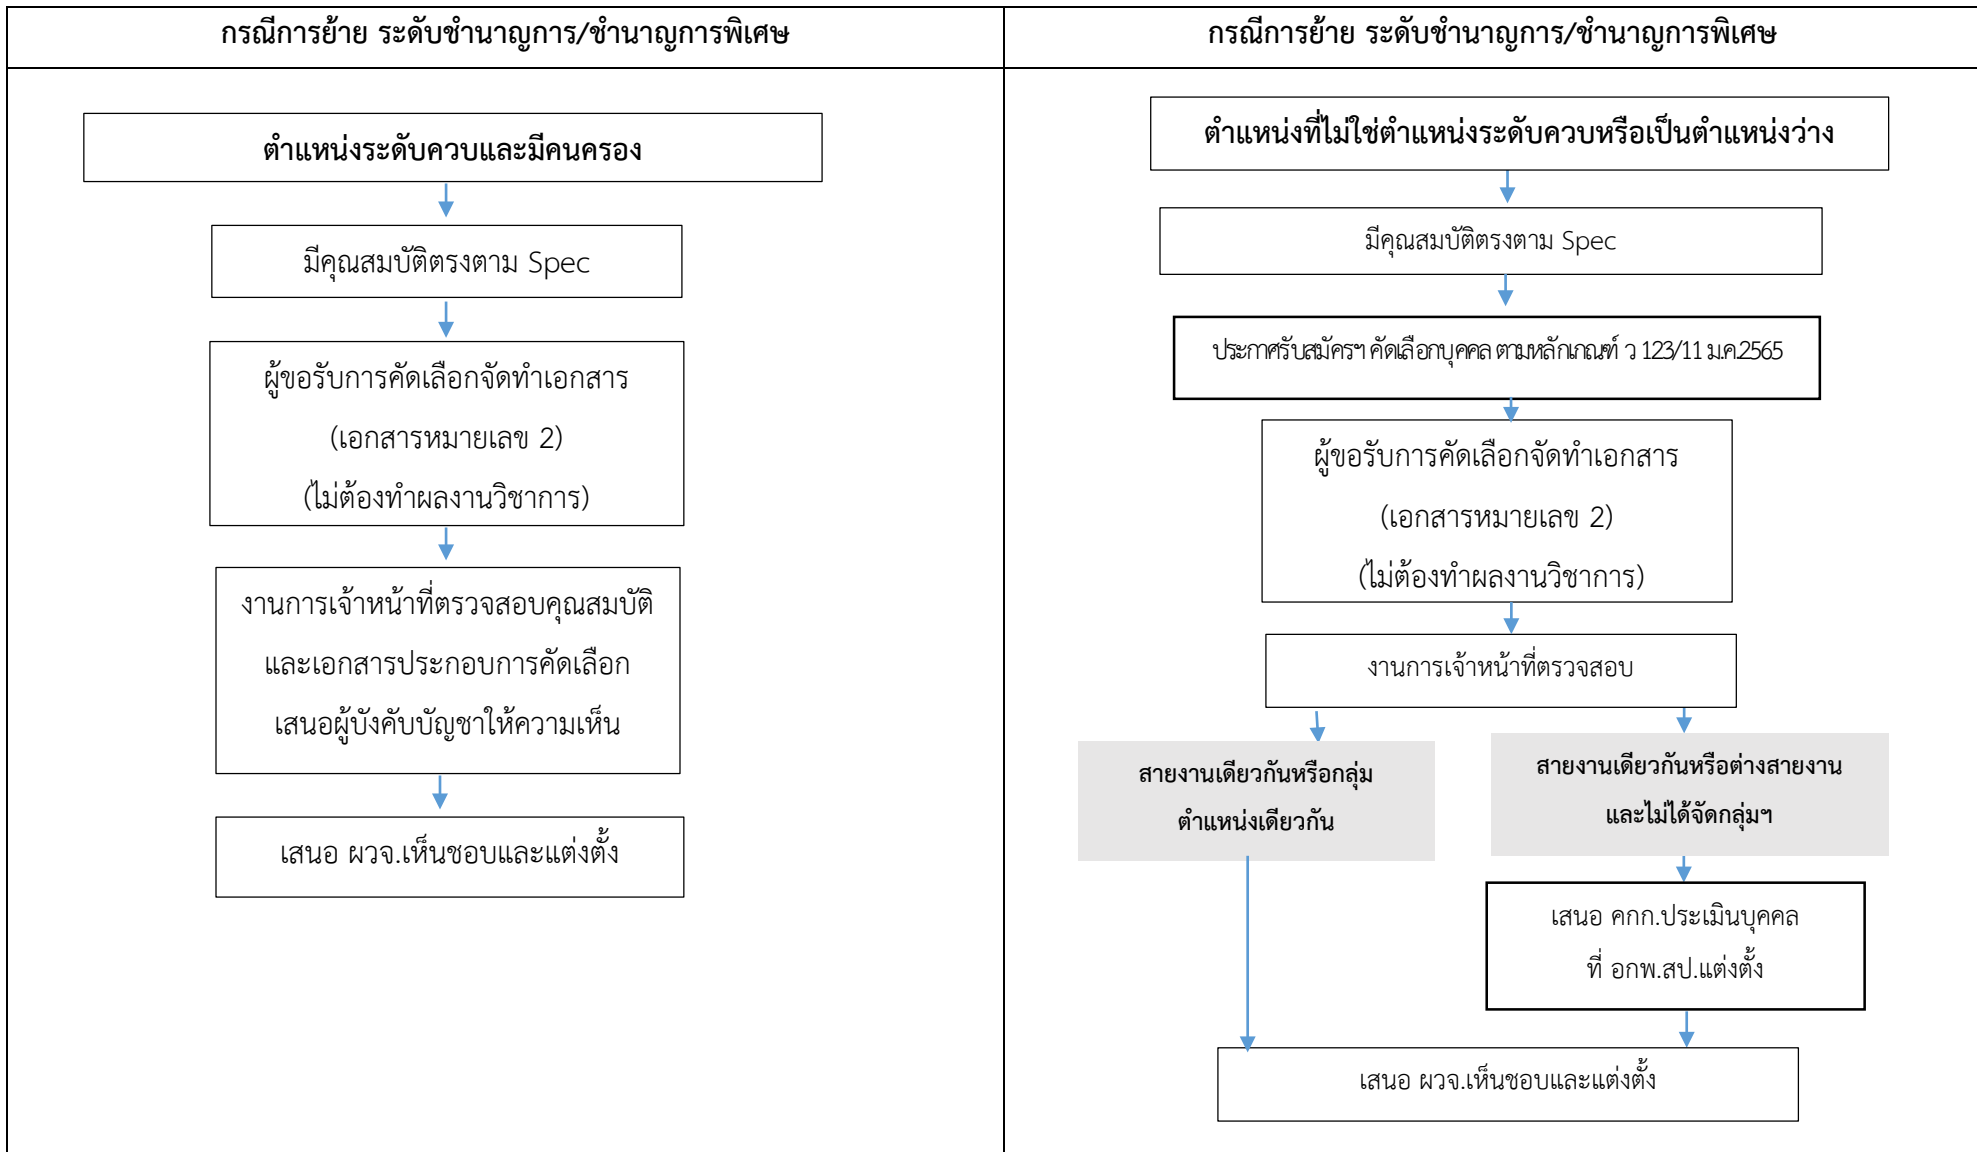 กรณีการย้าย ระดับชำนาญการ/ชำนาญการพิเศษ
ตำแหน่งระดับควบและมีคนครอง
มีคุณสมบัติตรงตาม Spec
ผู้ขอรับการคัดเลือกจัดทำเอกสาร
(เอกสารหมายเลข 2)
(ไม่ต้องทำผลงานวิชาการ)
งานการเจ้าหน้าที่ตรวจสอบคุณสมบัติ
และเอกสารประกอบการคัดเลือก
เสนอผู้บังคับบัญชาให้ความเห็น
เสนอ ผวจ.เห็นชอบและแต่งตั้ง
กรณีการย้าย ระดับชำนาญการ/ชำนาญการพิเศษ
ตำแหน่งที่ไม่ใช่ตำแหน่งระดับควบหรือเป็นตำแหน่งว่าง
มีคุณสมบัติตรงตาม Spec
ประกาศรับสมัครฯ คัดเลือกบุคคล ตามหลักเกณฑ์ ว 123/11 ม.ค.2565
ผู้ขอรับการคัดเลือกจัดทำเอกสาร
(เอกสารหมายเลข 2)
(ไม่ต้องทำผลงานวิชาการ)
งานการเจ้าหน้าที่ตรวจสอบ
สายงานเดียวกันหรือกลุ่ม
ตำแหน่งเดียวกัน
สายงานเดียวกันหรือต่างสายงาน
และไม่ได้จัดกลุ่มฯ
เสนอ คกก.ประเมินบุคคล
ที่ อกพ.สป.แต่งตั้ง
เสนอ ผวจ.เห็นชอบและแต่งตั้ง